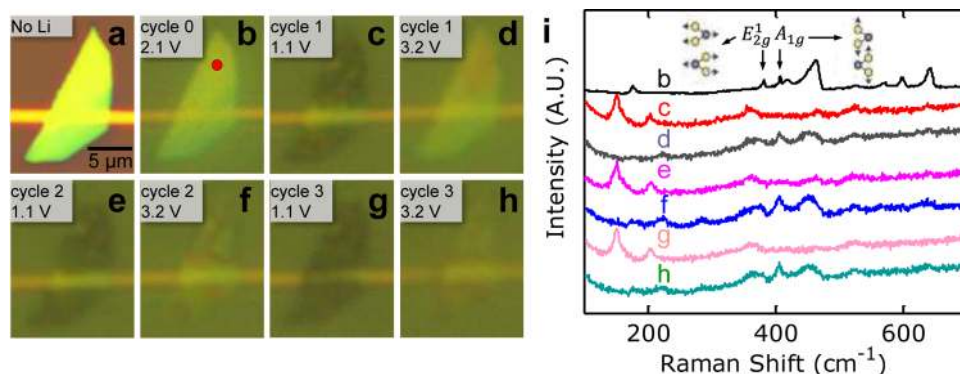 No Li
a
5 μm
cycle 0
2.1 V
b
cycle 1
1.1 V
c
cycle 1
3.2 V
d
cycle 2
1.1 V
e
cycle 2
3.2 V
f
cycle 3
1.1 V
g
cycle 3
3.2 V
h
i
E¹2g A1g
b
c
d
e
f
g
h
Intensity (A.U.)
200 400 600
Raman Shift (cm⁻¹)